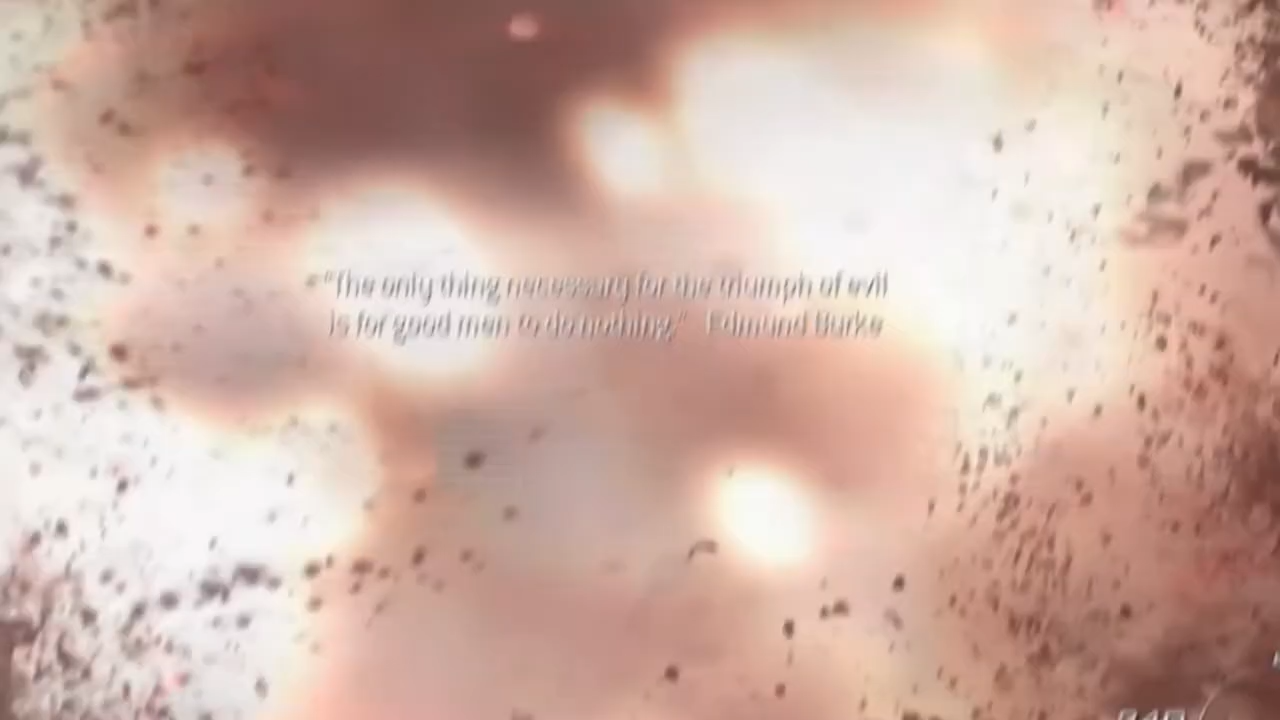 "The only thing necessary for the triumph of evil
is for good men to do nothing." Edmund Burke